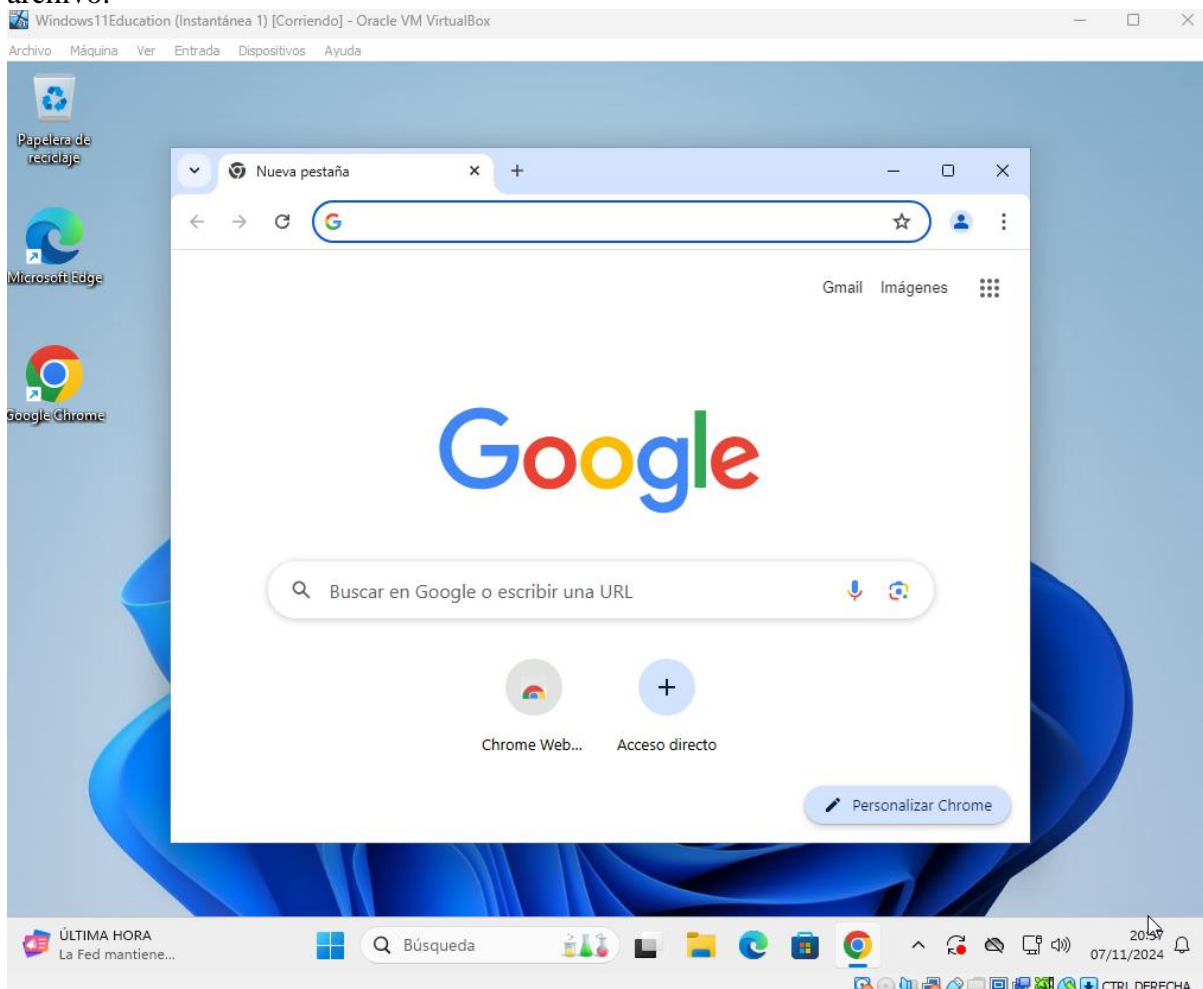 archivo.
Windows11Education (Instantánea 1) [Corriendo] - Oracle VM VirtualBox
Archivo Máquina Ver Entrada Dispositivos Ayuda
Papelera de
reciclaje
Nueva pestaña
Microsoft Edge
Gmail Imágenes
Google Chrome
Google
Buscar en Google o escribir una URL
Chrome Web... Acceso directo
Personalizar Chrome
ÚLTIMA HORA
La Fed mantiene...
Búsqueda
07/11/2024
CTRL DERECHA